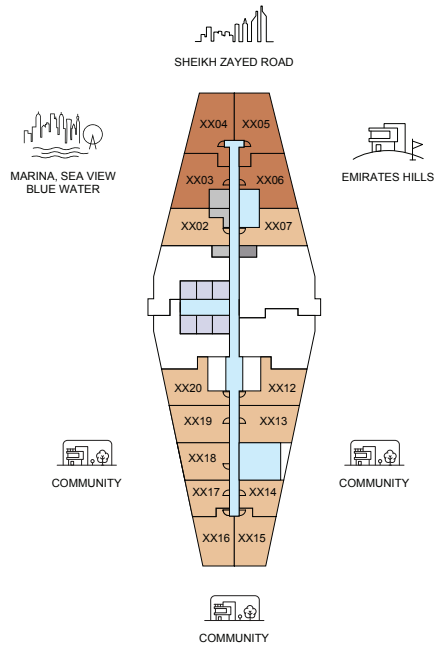 SHEIKH ZAYED ROAD
MARINA, SEA VIEW
BLUE WATER
EMIRATES HILLS
XX04
XX05
XX03
XX06
XX02
XX07
XX20
XX12
XX19
XX13
XX18
XX17
XX14
XX16
XX15
COMMUNITY
COMMUNITY
COMMUNITY